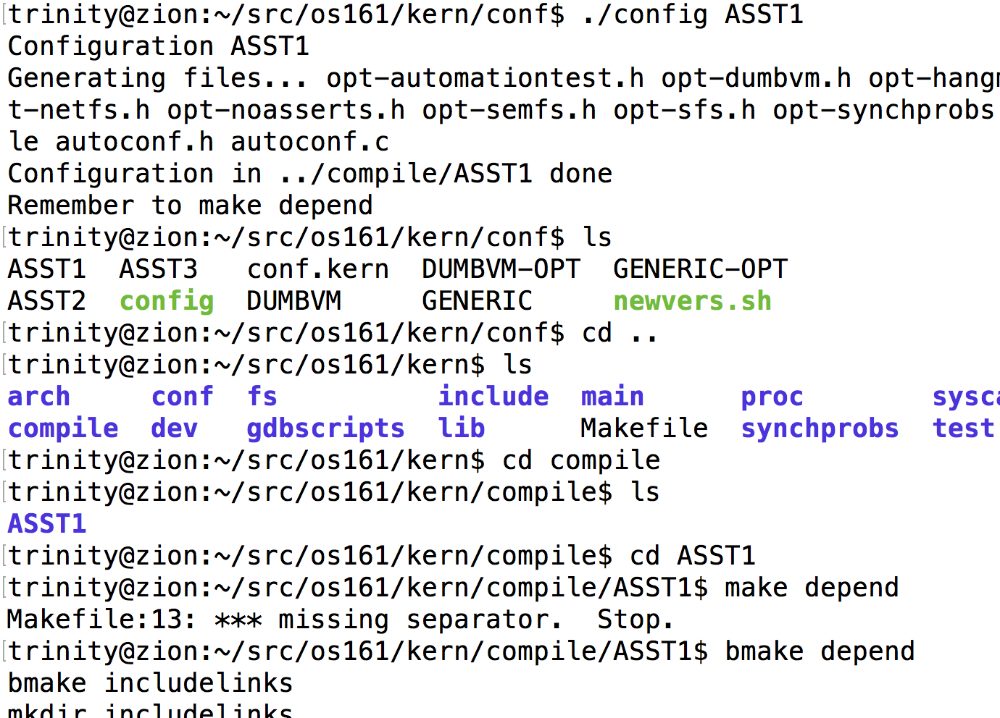 trinity@zion:~/src/os161/kern/conf$ ./config ASST1
Configuration ASST1
Generating files... opt-automationtest.h opt-dumbvm.h
t-netfs.h opt-noasserts.h opt-semfs.h opt-sfs.h opt-synchprobs
le autoconf.h autoconf.c
Configuration in ../compile/ASST1 done
Remember to make depend
trinity@zion:~/src/os161/kern/conf$ ls
ASST1  ASST3   conf.kern  DUMBVM-OPT  GENERIC-OPT
ASST2  config  DUMBVM     GENERIC     newvers.sh
trinity@zion:~/src/os161/kern/conf$ cd ..
trinity@zion:~/src/os161/kern$ ls
arch     conf  fs          include  main      proc
compile  dev   gdbscripts  lib      Makefile  synchprobs  test
trinity@zion:~/src/os161/kern$ cd compile
trinity@zion:~/src/os161/kern/compile$ ls
ASST1
trinity@zion:~/src/os161/kern/compile$ cd ASST1
trinity@zion:~/src/os161/kern/compile/ASST1$ make depend
Makefile:13: *** missing separator.  Stop.
trinity@zion:~/src/os161/kern/compile/ASST1$ bmake depend
bmake includelinks
mkdir includelinks